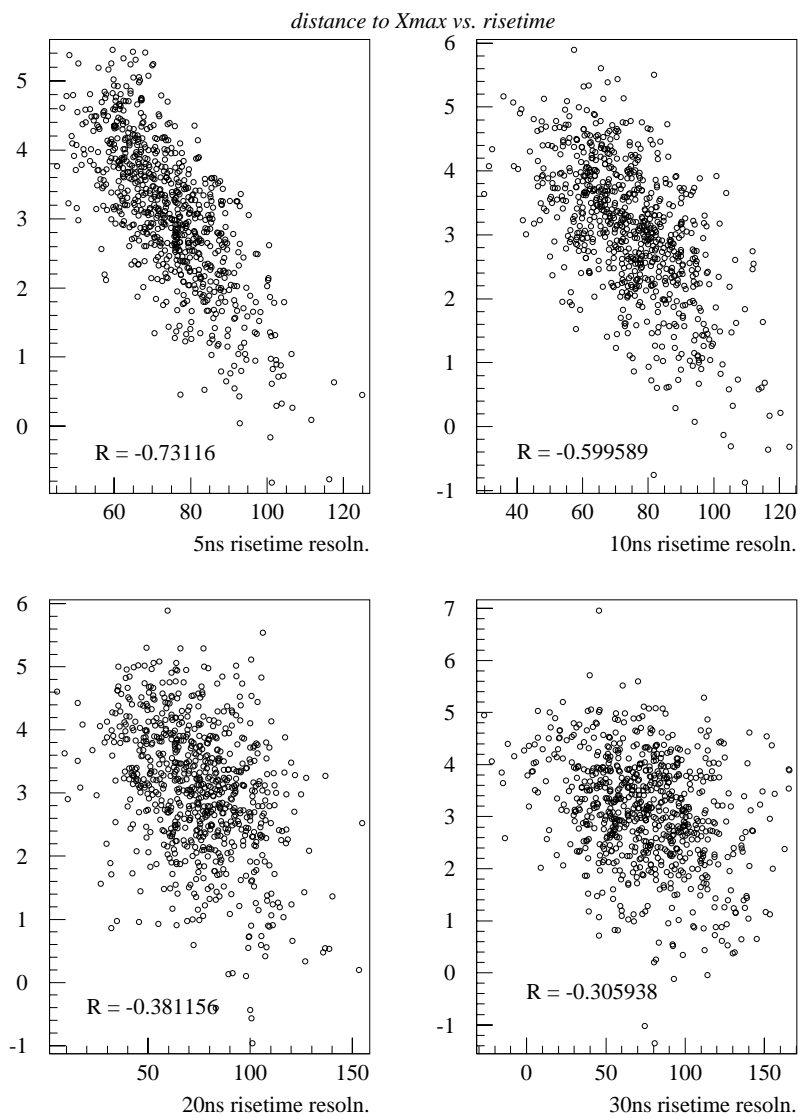 distance to Xmax vs. risetime
5
4
3
2
1
0
R = -0.73116
60 80 100 120
5ns risetime resoln.
6
5
4
3
2
1
0
-1
R = -0.599589
40 60 80 100 120
10ns risetime resoln.
6
5
4
3
2
1
0
-1
R = -0.381156
50 100 150
20ns risetime resoln.
7
6
5
4
3
2
1
0
-1
R = -0.305938
0 50 100 150
30ns risetime resoln.